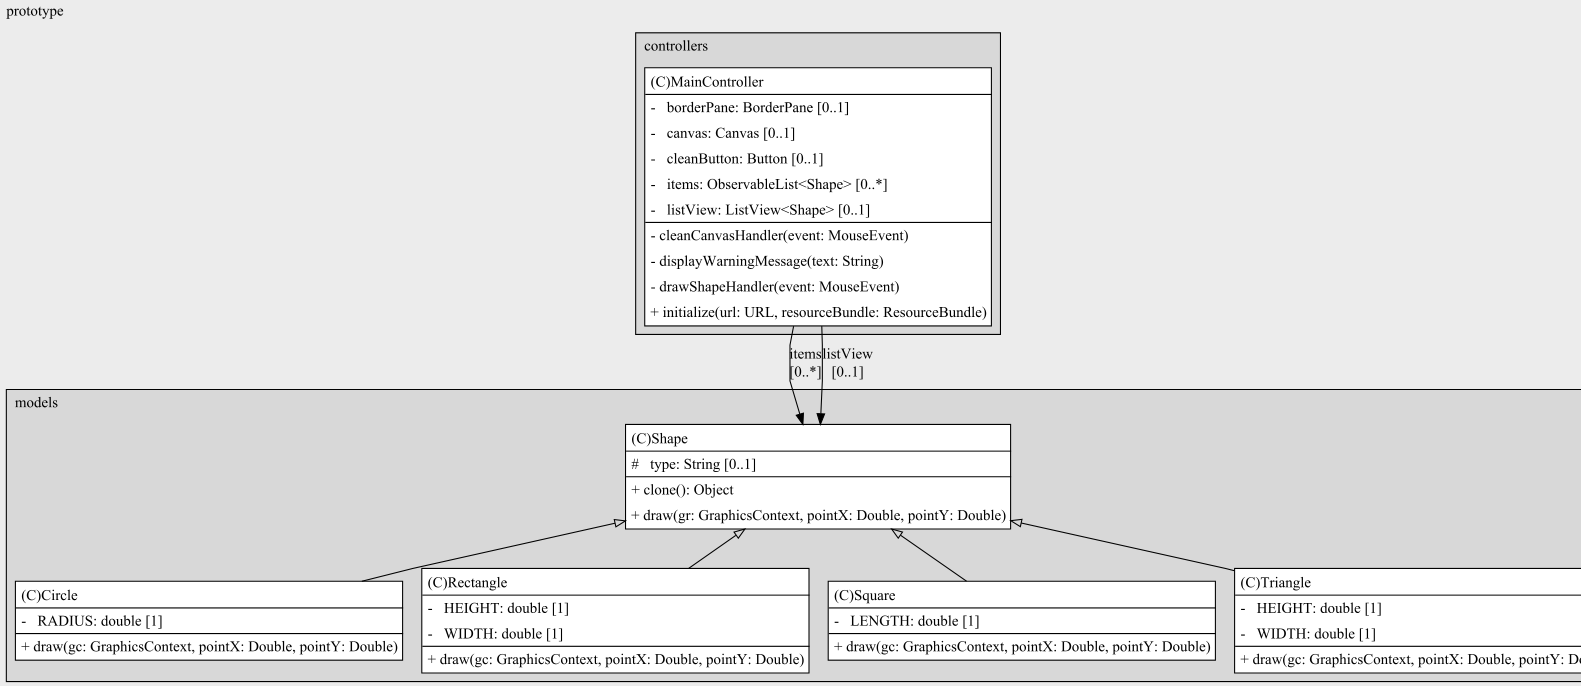 prototype
controllers
(C)MainController
- borderPane: BorderPane [0..1]
- canvas: Canvas [0..1]
- cleanButton: Button [0..1]
- items: ObservableList<Shape> [0..*]
- listView: ListView<Shape> [0..1]
- cleanCanvasHandler(event: MouseEvent)
- displayWarningMessage(text: String)
- drawShapeHandler(event: MouseEvent)
+ initialize(url: URL, resourceBundle: ResourceBundle)
items listView
[0..*] [0..1]
models
(C)Shape
# type: String [0..1]
+ clone(): Object
+ draw(gr: GraphicsContext, pointX: Double, pointY: Double)
(C)Circle
- RADIUS: double [1]
+ draw(gc: GraphicsContext, pointX: Double, pointY: Double)
(C)Rectangle
- HEIGHT: double [1]
- WIDTH: double [1]
+ draw(gc: GraphicsContext, pointX: Double, pointY: Double)
(C)Square
- LENGTH: double [1]
+ draw(gc: GraphicsContext, pointX: Double, pointY: Double)
(C)Triangle
- HEIGHT: double [1]
- WIDTH: double [1]
+ draw(gc: GraphicsContext, pointX: Double, pointY: